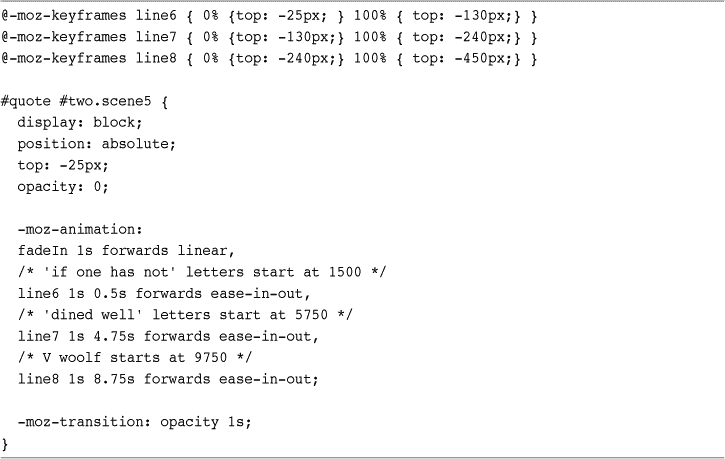 @-moz-keyframes line6 { 0% {top: -25px; } 100% { top: -130px;} }
@-moz-keyframes line7 { 0% {top: -130px;} 100% { top: -240px;} }
@-moz-keyframes line8 { 0% {top: -240px;} 100% { top: -450px;} }

#quote #two.scene5 {
  display: block;
  position: absolute;
  top: -25px;
  opacity: 0;

  -moz-animation:
  fadeIn 1s forwards linear,
  /* 'if one has not' letters start at 1500 */
  line6 1s 0.5s forwards ease-in-out,
  /* 'dined well' letters start at 5750 */
  line7 1s 4.75s forwards ease-in-out,
  /* V woolf starts at 9750 */
  line8 1s 8.75s forwards ease-in-out;

  -moz-transition: opacity 1s;
}